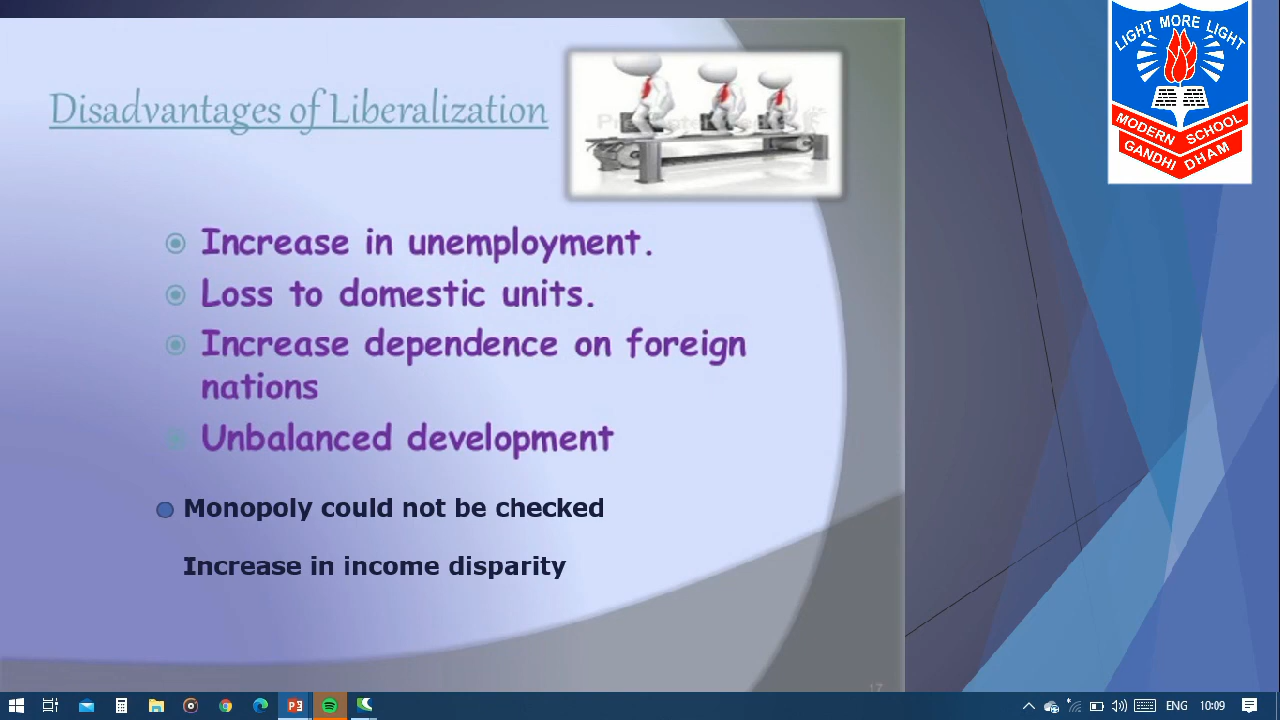 LIGHT MORE LIGHT
MODERN SCHOOL
GANDHI DHAM
Disadvantages of Liberalization
Increase in unemployment.
Loss to domestic units.
Increase dependence on foreign
nations
Unbalanced development
Monopoly could not be checked
Increase in income disparity
17
ENG 10:09